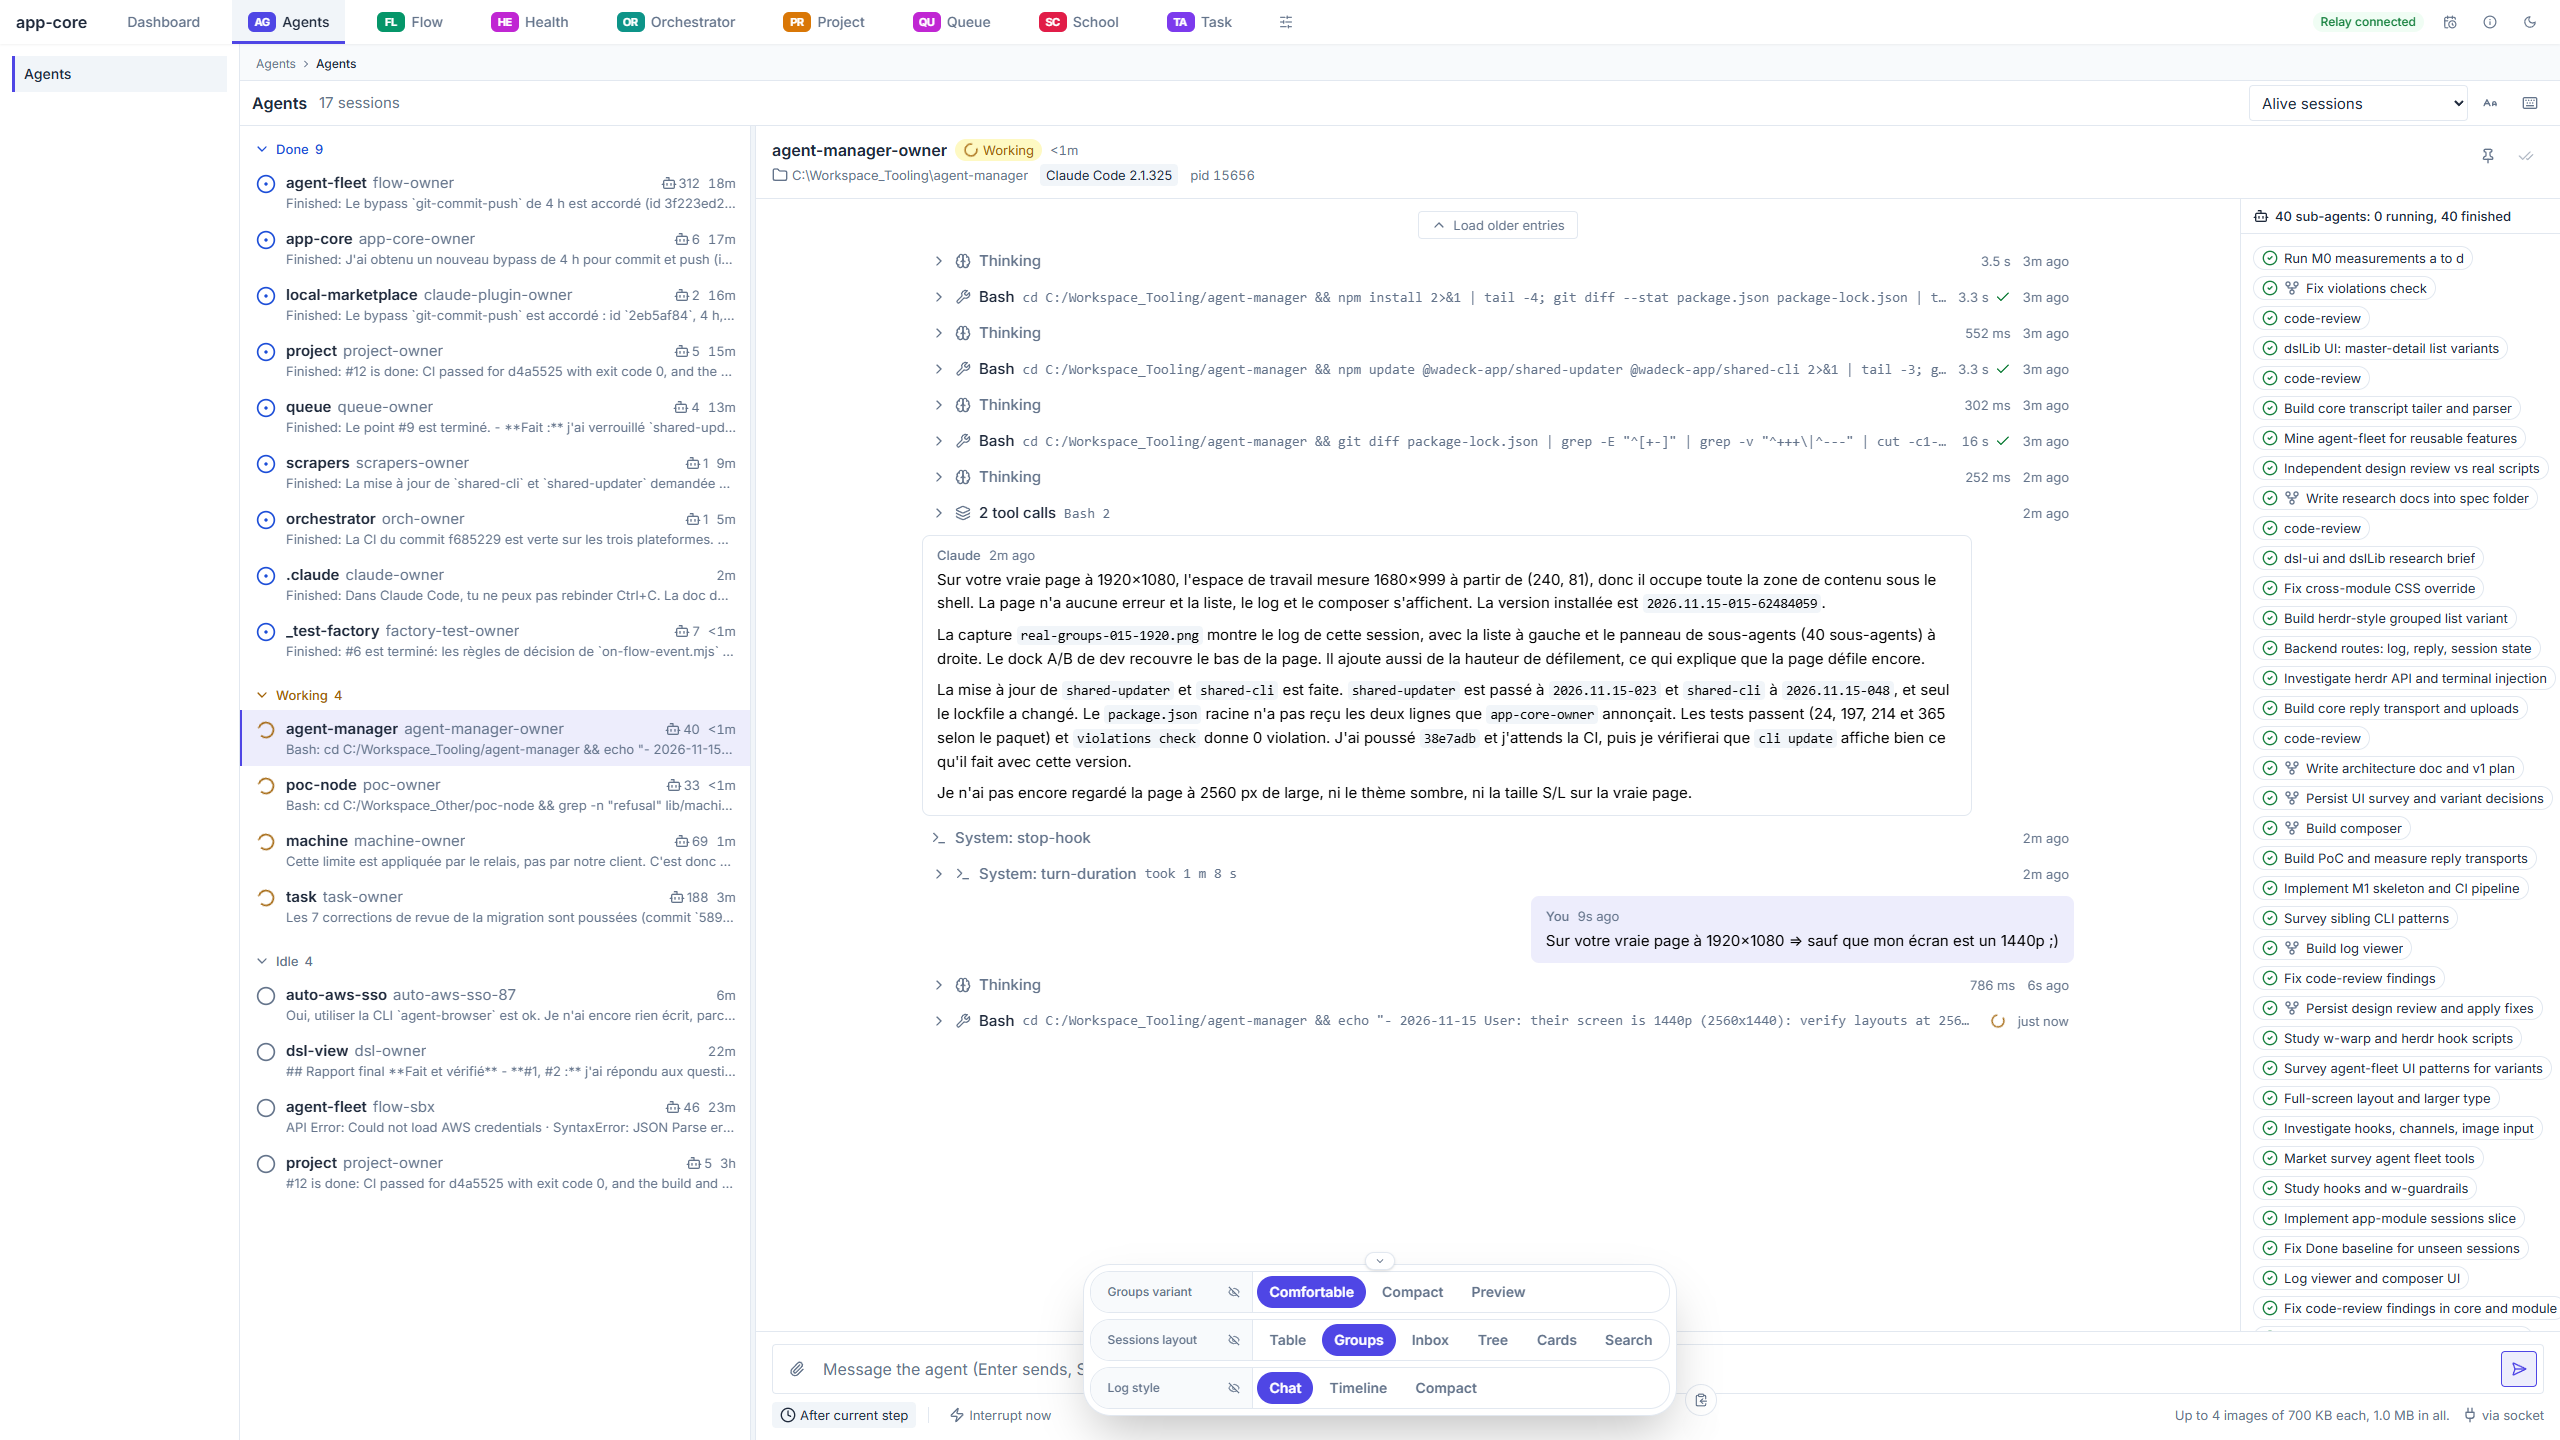 app-core
Dashboard
AG Agents
FL Flow
HE Health
OR Orchestrator
PR Project
QU Queue
SC School
TA Task
Relay connected
Agents
Agents > Agents
Agents 17 sessions
Alive sessions
Done 9
agent-fleet flow-owner 312 18m
Finished: Le bypass `git-commit-push` de 4 h est accordé (id 3f223ed2...
app-core app-core-owner 6 17m
Finished: J'ai obtenu un nouveau bypass de 4 h pour commit et push (i...
local-marketplace claude-plugin-owner 2 16m
Finished: Le bypass `git-commit-push` est accordé : id `2eb5af84`, 4 h,...
project project-owner 5 15m
Finished: #12 is done: CI passed for d4a5525 with exit code 0, and the ...
queue queue-owner 4 13m
Finished: Le point #9 est terminé. - **Fait :** j'ai verrouillé `shared-upd...
scrapers scrapers-owner 1 9m
Finished: La mise à jour de `shared-cli` et `shared-updater` demandée ...
orchestrator orch-owner 1 5m
Finished: La CI du commit f685229 est verte sur les trois plateformes. ...
.claude claude-owner 2m
Finished: Dans Claude Code, tu ne peux pas rebinder Ctrl+C. La doc d...
_test-factory factory-test-owner 7 <1m
Finished: #6 est terminé: les règles de décision de `on-flow-event.mjs` ...
Working 4
agent-manager agent-manager-owner 40 <1m
Bash: cd C:/Workspace_Tooling/agent-manager && echo "- 2026-11-15...
poc-node poc-owner 33 <1m
Bash: cd C:/Workspace_Other/poc-node && grep -n "refusal" lib/machi...
machine machine-owner 69 1m
Cette limite est appliquée par le relais, pas par notre client. C'est donc ...
task task-owner 188 3m
Les 7 corrections de revue de la migration sont poussées (commit `589...
Idle 4
auto-aws-sso auto-aws-sso-87 6m
Oui, utiliser la CLI `agent-browser` est ok. Je n'ai encore rien écrit, parc...
dsl-view dsl-owner 22m
## Rapport final **Fait et vérifié** - **#1, #2 :** j'ai répondu aux questi...
agent-fleet flow-sbx 46 23m
API Error: Could not load AWS credentials · SyntaxError: JSON Parse er...
project project-owner 5 3h
#12 is done: CI passed for d4a5525 with exit code 0, and the build and ...
agent-manager-owner Working <1m
C:\Workspace_Tooling\agent-manager Claude Code 2.1.325 pid 15656
Load older entries
Thinking 3.5 s 3m ago
Bash cd C:/Workspace_Tooling/agent-manager && npm install 2>&1 | tail -4; git diff --stat package.json package-lock.json | t... 3.3 s 3m ago
Thinking 552 ms 3m ago
Bash cd C:/Workspace_Tooling/agent-manager && npm update @wadeck-app/shared-updater @wadeck-app/shared-cli 2>&1 | tail -3; g... 3.3 s 3m ago
Thinking 302 ms 3m ago
Bash cd C:/Workspace_Tooling/agent-manager && git diff package-lock.json | grep -E "^[+-]" | grep -v "^+++\|^---" | cut -c1-... 16 s 3m ago
Thinking 252 ms 2m ago
2 tool calls Bash 2 2m ago
Claude 2m ago
Sur votre vraie page à 1920×1080, l'espace de travail mesure 1680×999 à partir de (240, 81), donc il occupe toute la zone de contenu sous le
shell. La page n'a aucune erreur et la liste, le log et le composer s'affichent. La version installée est 2026.11.15-015-62484059.
La capture real-groups-015-1920.png montre le log de cette session, avec la liste à gauche et le panneau de sous-agents (40 sous-agents) à
droite. Le dock A/B de dev recouvre le bas de la page. Il ajoute aussi de la hauteur de défilement, ce qui explique que la page défile encore.
La mise à jour de shared-updater et shared-cli est faite. shared-updater est passé à 2026.11.15-023 et shared-cli à 2026.11.15-048, et seul
le lockfile a changé. Le package.json racine n'a pas reçu les deux lignes que app-core-owner annonçait. Les tests passent (24, 197, 214 et 365
selon le paquet) et violations check donne 0 violation. J'ai poussé 38e7adb et j'attends la CI, puis je vérifierai que cli update affiche bien ce
qu'il fait avec cette version.
Je n'ai pas encore regardé la page à 2560 px de large, ni le thème sombre, ni la taille S/L sur la vraie page.
System: stop-hook 2m ago
System: turn-duration took 1 m 8 s 2m ago
You 9s ago
Sur votre vraie page à 1920×1080 => sauf que mon écran est un 1440p ;)
Thinking 786 ms 6s ago
Bash cd C:/Workspace_Tooling/agent-manager && echo "- 2026-11-15 User: their screen is 1440p (2560x1440): verify layouts at 256... just now
Groups variant Comfortable Compact Preview
Sessions layout Table Groups Inbox Tree Cards Search
Log style Chat Timeline Compact
Message the agent (Enter sends, S
After current step
Interrupt now
Up to 4 images of 700 KB each, 1.0 MB in all. via socket
40 sub-agents: 0 running, 40 finished
Run M0 measurements a to d
Fix violations check
code-review
dslLib UI: master-detail list variants
code-review
Build core transcript tailer and parser
Mine agent-fleet for reusable features
Independent design review vs real scripts
Write research docs into spec folder
code-review
dsl-ui and dslLib research brief
Fix cross-module CSS override
Build herdr-style grouped list variant
Backend routes: log, reply, session state
Investigate herdr API and terminal injection
Build core reply transport and uploads
code-review
Write architecture doc and v1 plan
Persist UI survey and variant decisions
Build composer
Build PoC and measure reply transports
Implement M1 skeleton and CI pipeline
Survey sibling CLI patterns
Build log viewer
Fix code-review findings
Persist design review and apply fixes
Study w-warp and herdr hook scripts
Survey agent-fleet UI patterns for variants
Full-screen layout and larger type
Investigate hooks, channels, image input
Market survey agent fleet tools
Study hooks and w-guardrails
Implement app-module sessions slice
Fix Done baseline for unseen sessions
Log viewer and composer UI
Fix code-review findings in core and module